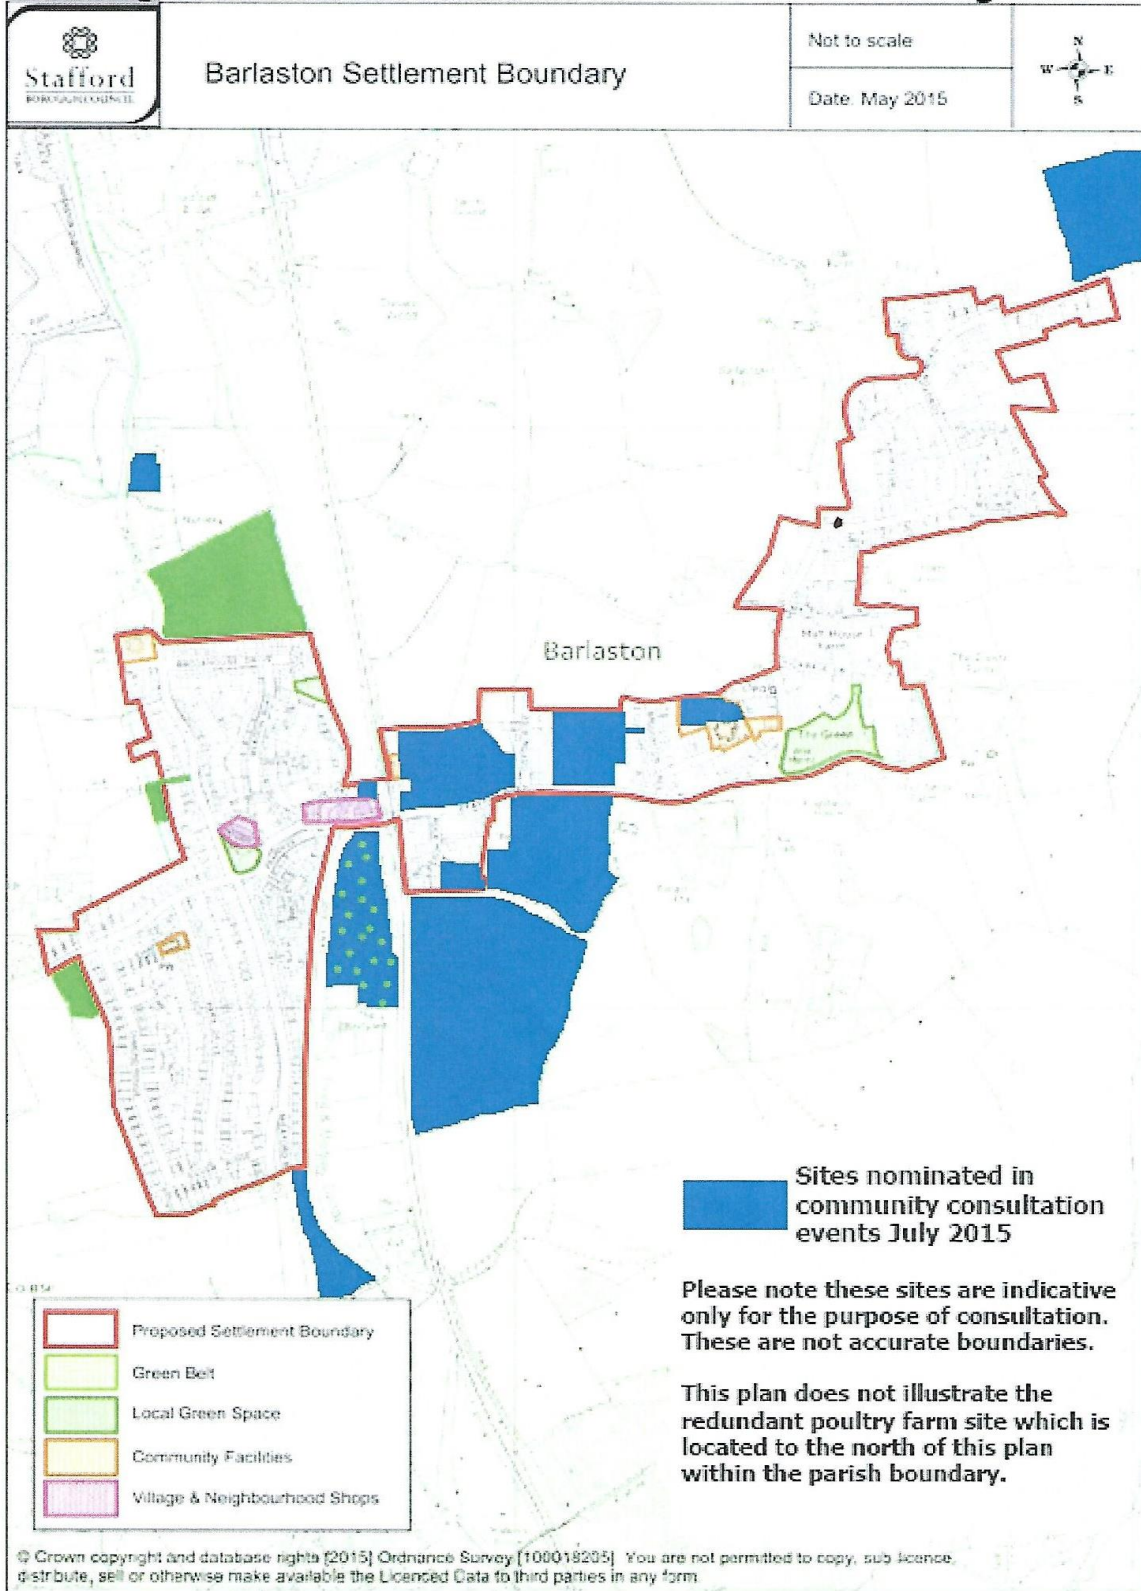 Stafford
BOROUGH COUNCIL
Barlaston Settlement Boundary
Not to scale
Date: May 2015
N
W
E
S
Barlaston
The Green
Sites nominated in
community consultation
events July 2015
Please note these sites are indicative
only for the purpose of consultation.
These are not accurate boundaries.
This plan does not illustrate the
redundant poultry farm site which is
located to the north of this plan
within the parish boundary.
Proposed Settlement Boundary
Green Belt
Local Green Space
Community Facilities
Village & Neighbourhood Shops
© Crown copyright and database rights [2015] Ordnance Survey [100018205] You are not permitted to copy, sub licence,
distribute, sell or otherwise make available the Licenced Data to third parties in any form